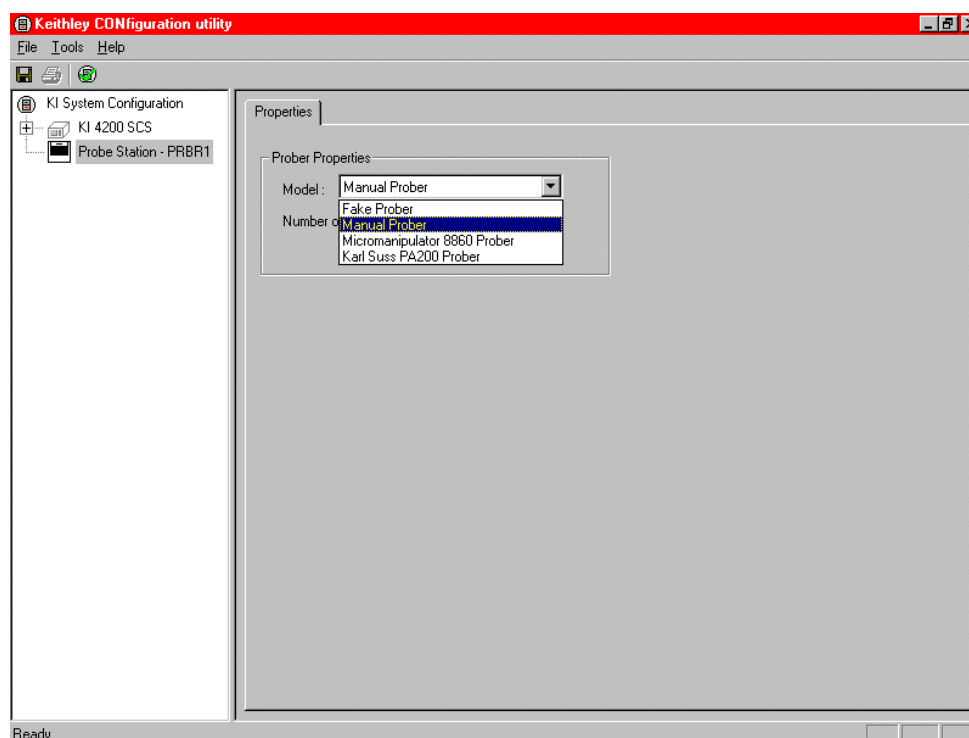 Keithley CONfiguration utility
File Tools Help
KI System Configuration
KI 4200 SCS
Probe Station - PRBR1
Properties
Prober Properties
Model : Manual Prober
Number o
Fake Prober
Manual Prober
Micromanipulator 8860 Prober
Karl Suss PA200 Prober
Ready